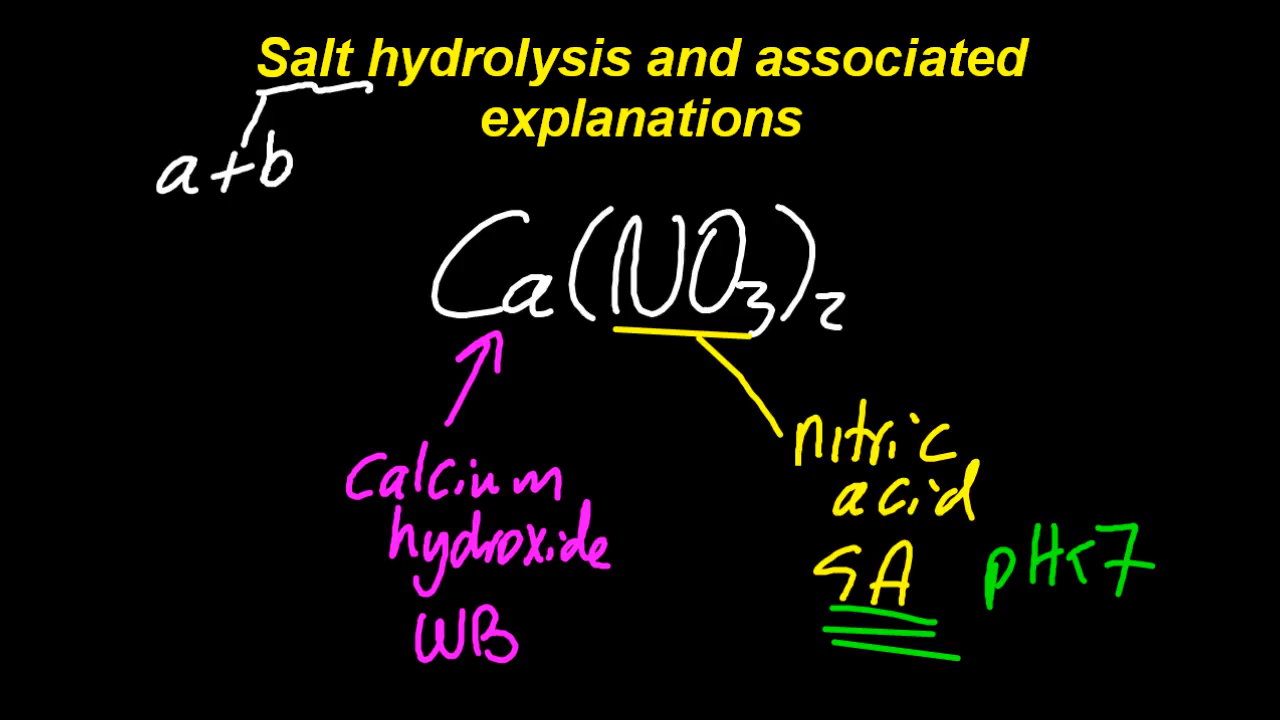 Salt hydrolysis and associated
explanations
a+b
Ca(NO₃)₂
calcium
hydroxide
WB
nitric
acid
SA
pH<7